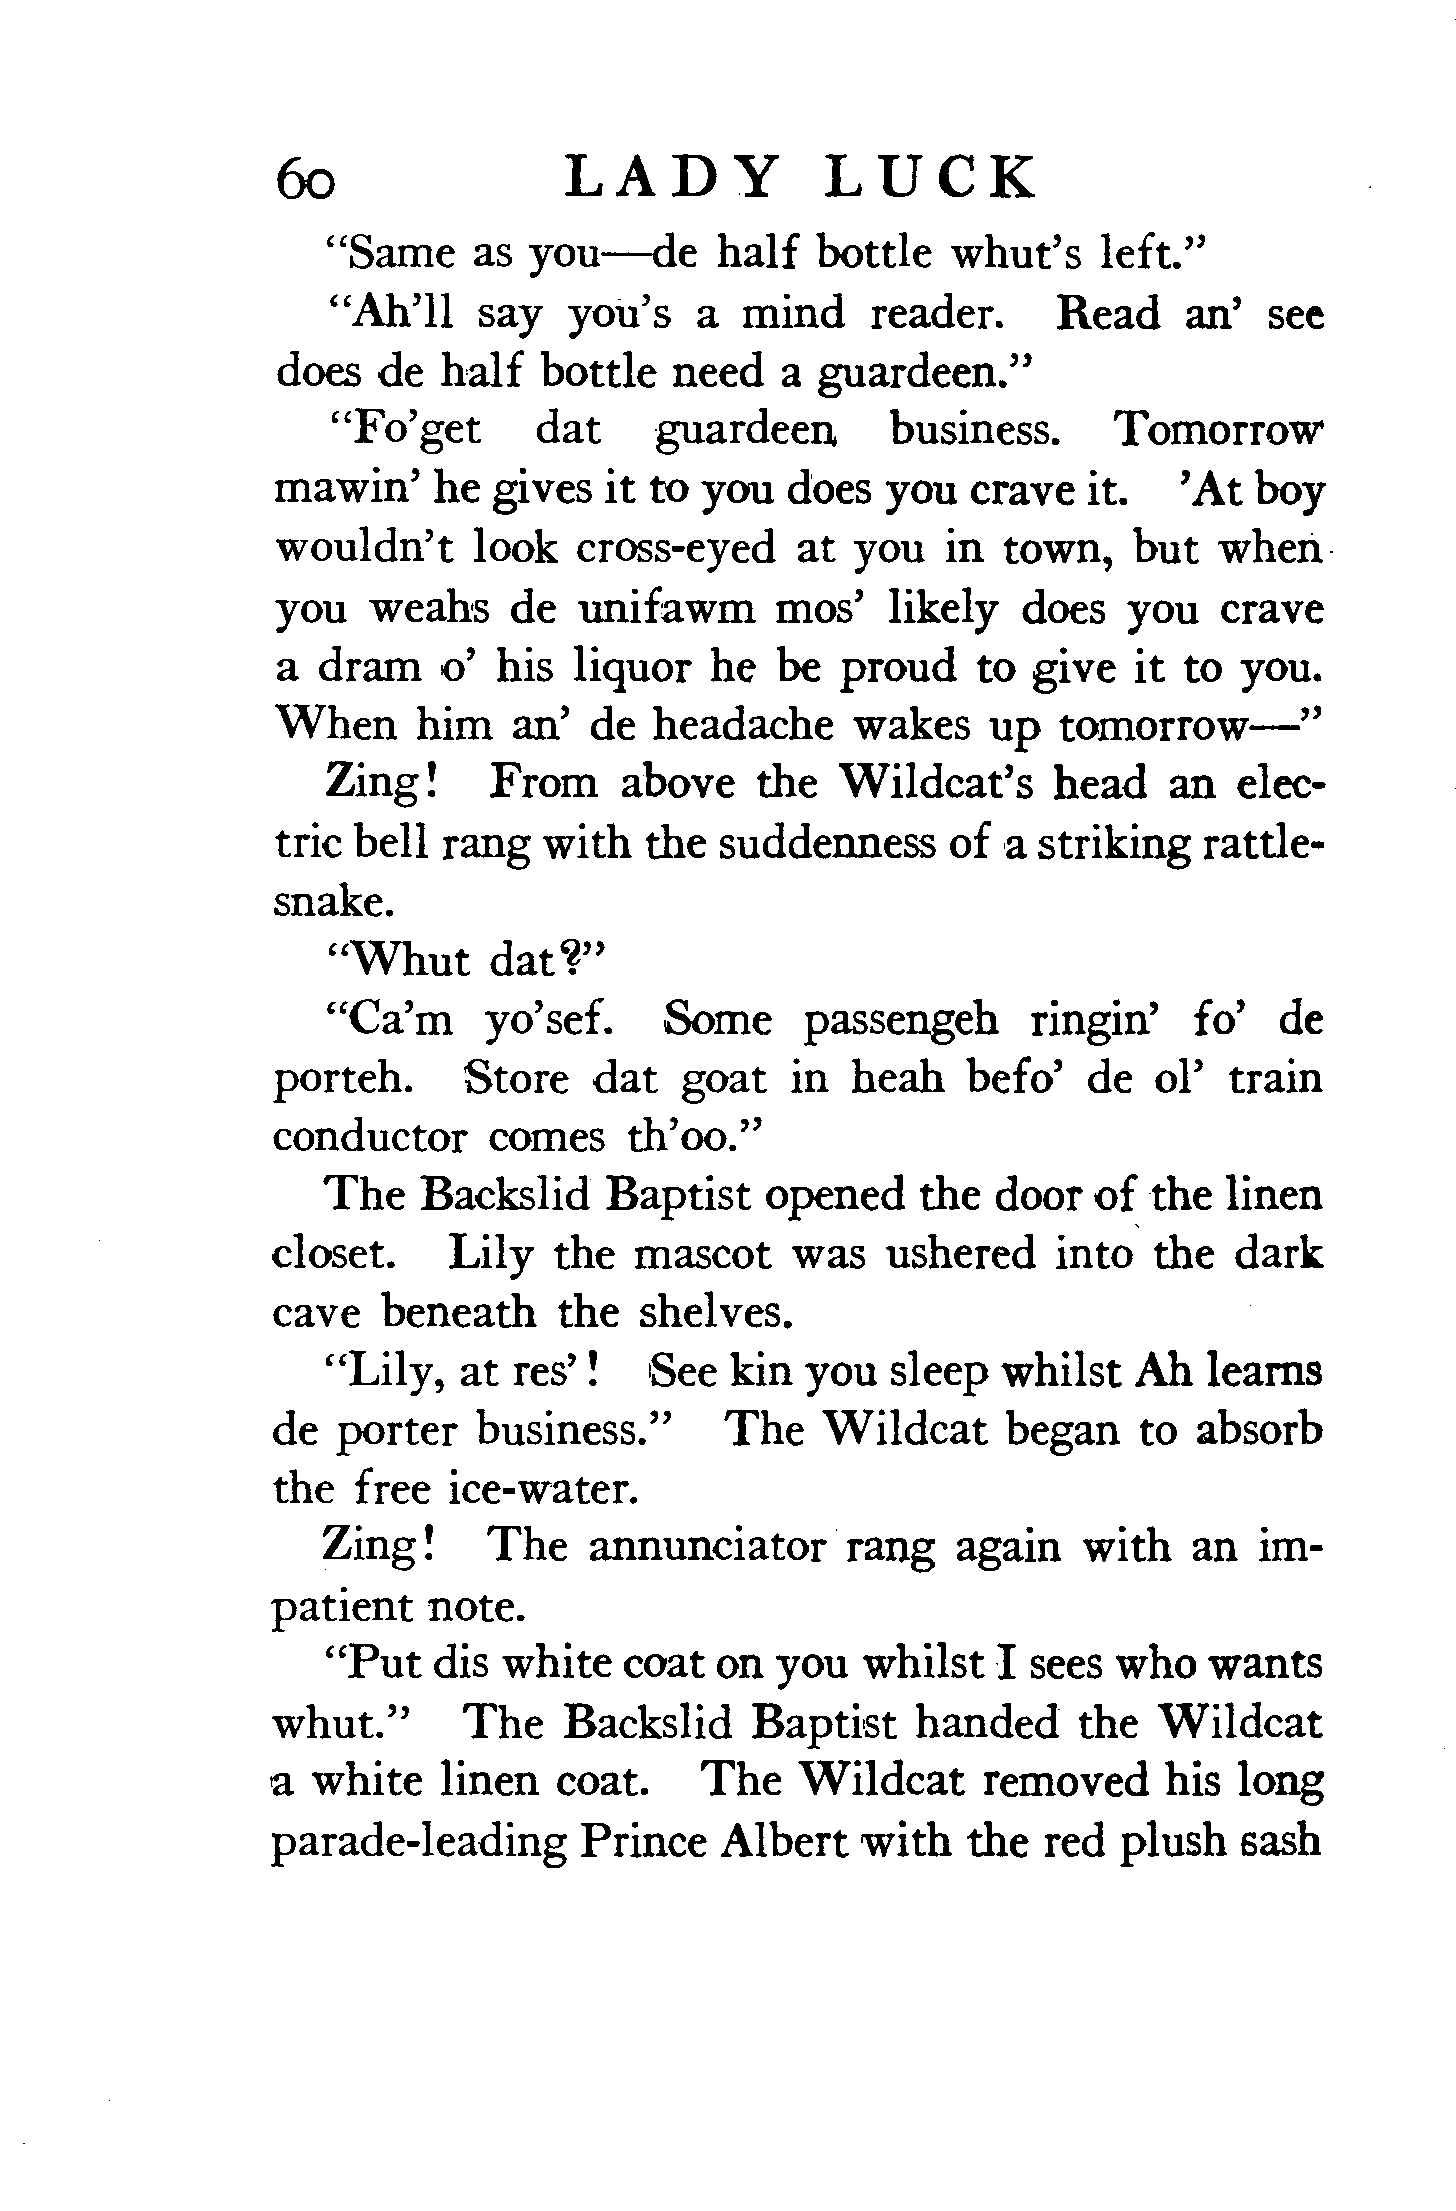 60 LADY LUCK
“Same as you—de half bottle whut’s left.”
“Ah’ll say you’s a mind reader. Read an’ see
does de half bottle need a guardeen.”
“Fo’get dat guardeen business. Tomorrow
mawin’ he gives it to you does you crave it. ’At boy
wouldn’t look cross-eyed at you in town, but when
you weahs de unifawm mos’ likely does you crave
a dram o’ his liquor he be proud to give it to you.
When him an’ de headache wakes up tomorrow—”
Zing! From above the Wildcat’s head an elec-
tric bell rang with the suddenness of a striking rattle-
snake.
“Whut dat?”
“Ca’m yo’sef. Some passengeh ringin’ fo’ de
porteh. Store dat goat in heah befo’ de ol’ train
conductor comes th’oo.”
The Backslid Baptist opened the door of the linen
closet. Lily the mascot was ushered into the dark
cave beneath the shelves.
“Lily, at res’! See kin you sleep whilst Ah learns
de porter business.” The Wildcat began to absorb
the free ice-water.
Zing! The annunciator rang again with an im-
patient note.
“Put dis white coat on you whilst I sees who wants
whut.” The Backslid Baptist handed the Wildcat
a white linen coat. The Wildcat removed his long
parade-leading Prince Albert with the red plush sash